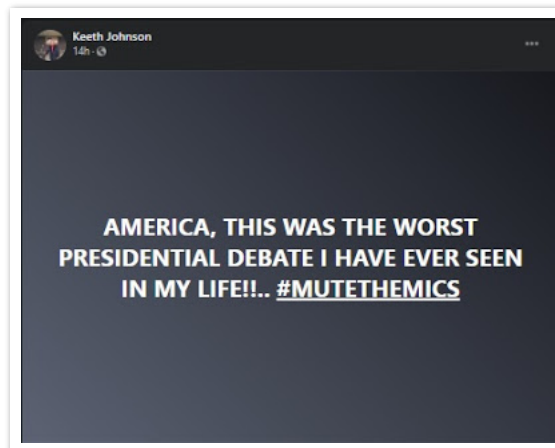 Keeth Johnson
14h ·
AMERICA, THIS WAS THE WORST
PRESIDENTIAL DEBATE I HAVE EVER SEEN
IN MY LIFE!!.. #MUTETHEMICS